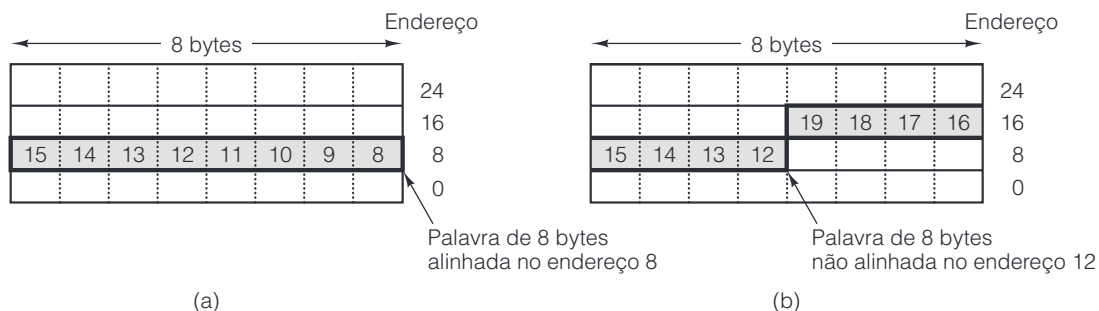 Endereço
8 bytes
24
16
15 14 13 12 11 10 9 8 8
0
Palavra de 8 bytes
alinhada no endereço 8
(a)
Endereço
8 bytes
24
19 18 17 16 16
15 14 13 12 8
0
Palavra de 8 bytes
não alinhada no endereço 12
(b)